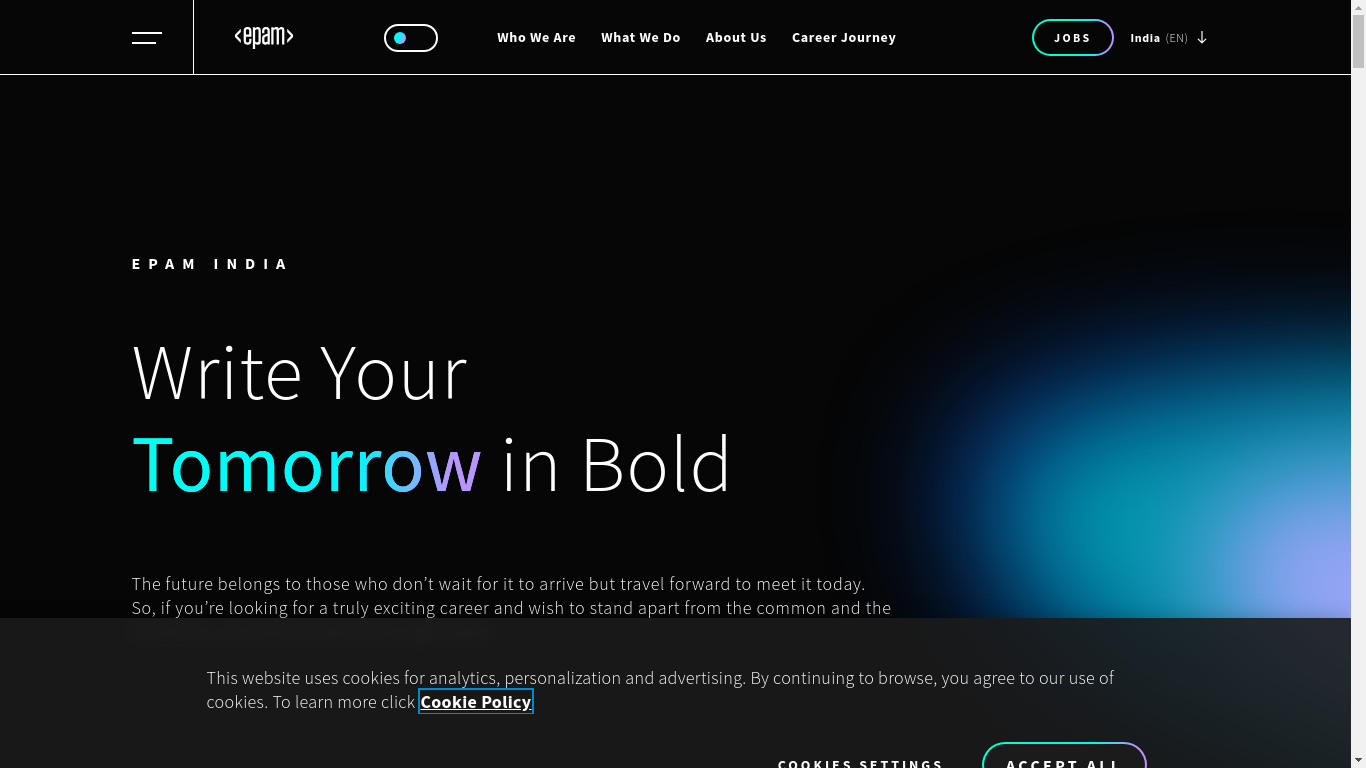 <epam>
Who We Are
What We Do
About Us
Career Journey
JOBS
India (EN)
EPAM INDIA
Write Your
Tomorrow in Bold
The future belongs to those who don’t wait for it to arrive but travel forward to meet it today.
So, if you’re looking for a truly exciting career and wish to stand apart from the common and the
This website uses cookies for analytics, personalization and advertising. By continuing to browse, you agree to our use of
cookies. To learn more click Cookie Policy
COOKIES SETTINGS
ACCEPT ALL